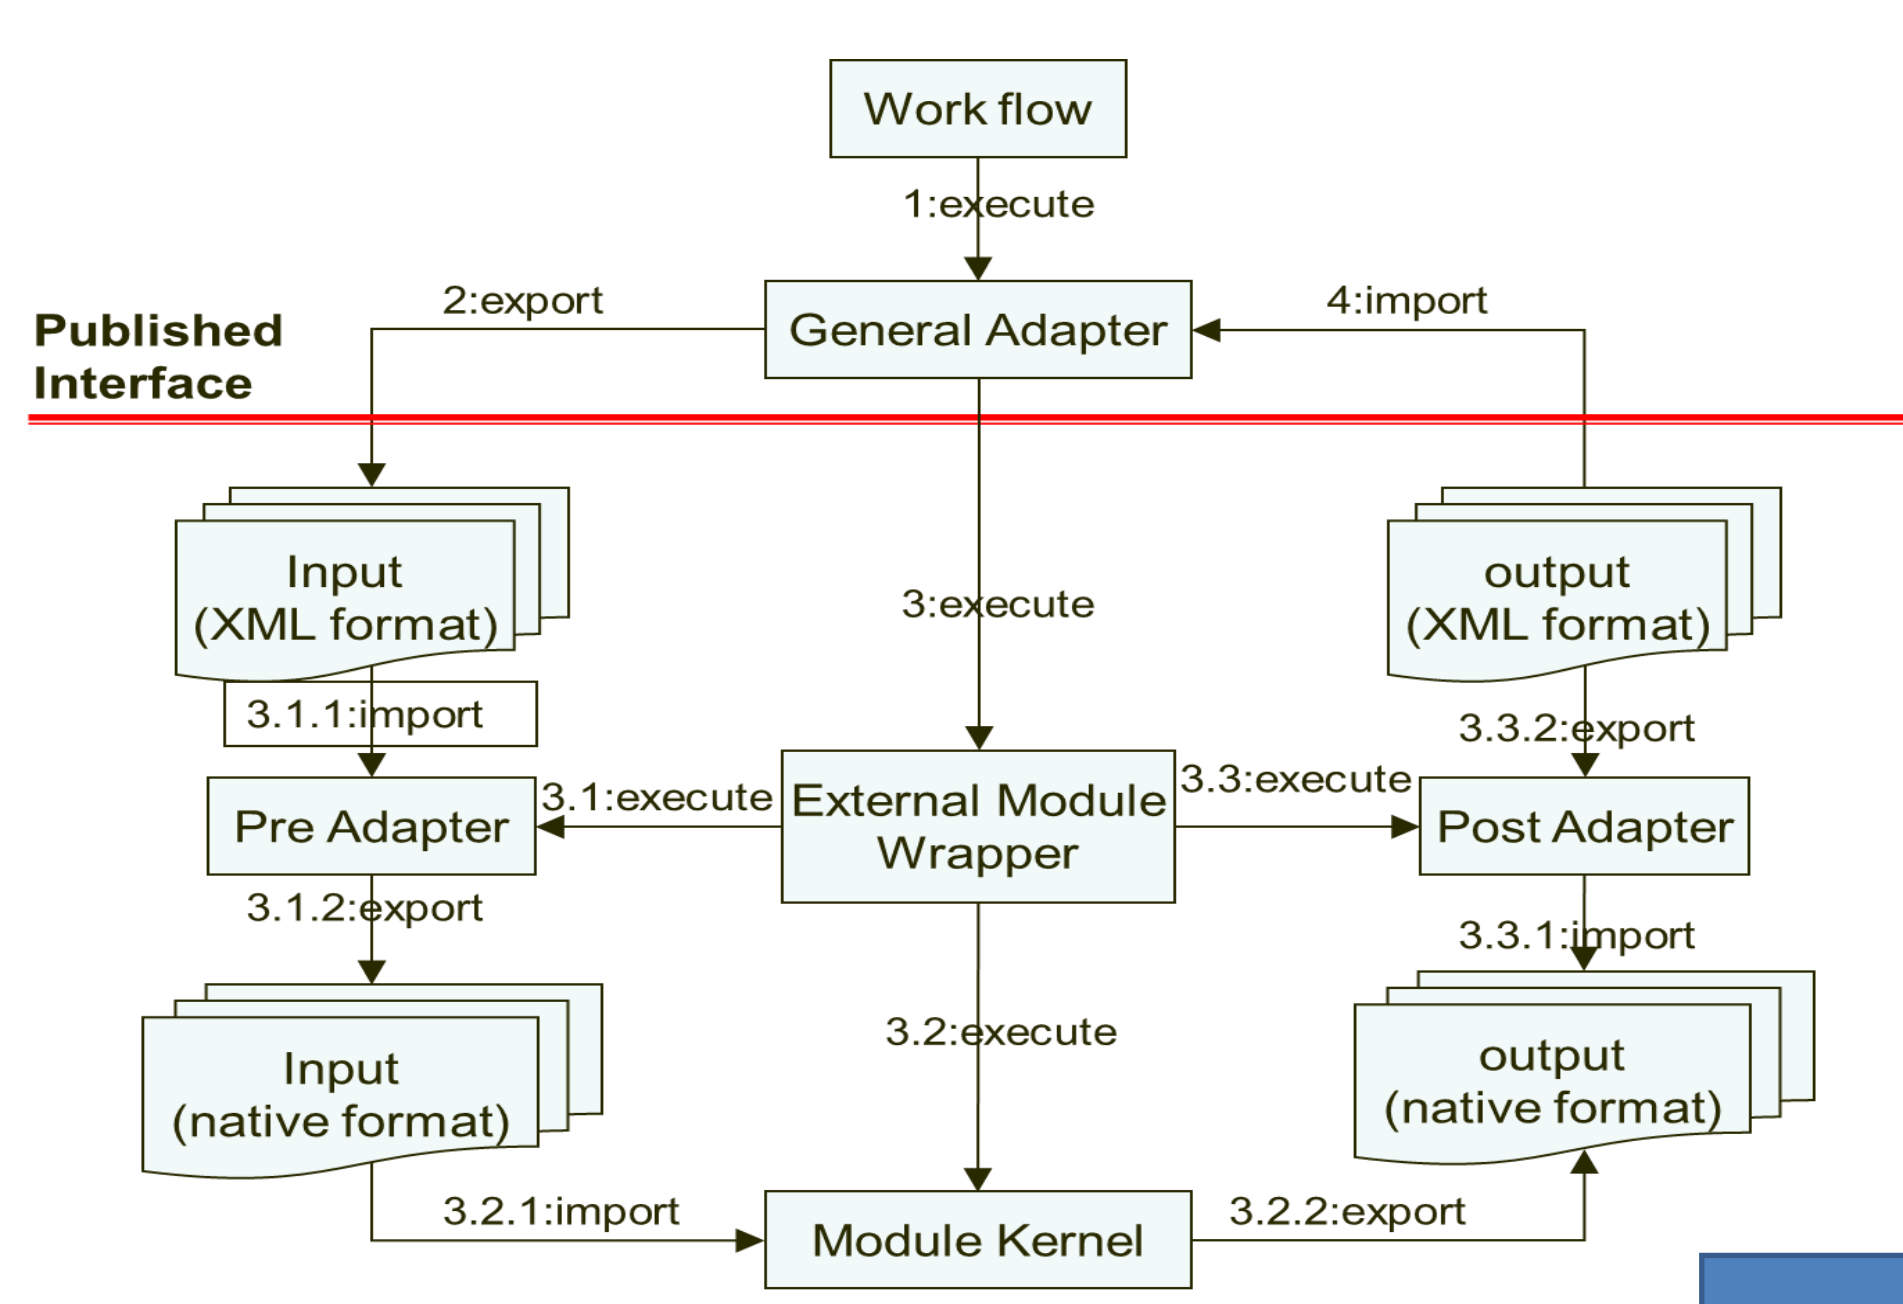 Work flow
1:execute
2:export
4:import
General Adapter
Published
Interface
Input
(XML format)
output
(XML format)
3:execute
3.1.1:import
3.3.2:export
3.1:execute
External Module
Wrapper
3.3:execute
Pre Adapter
Post Adapter
3.1.2:export
3.3.1:import
3.2:execute
Input
(native format)
output
(native format)
3.2.1:import
3.2.2:export
Module Kernel